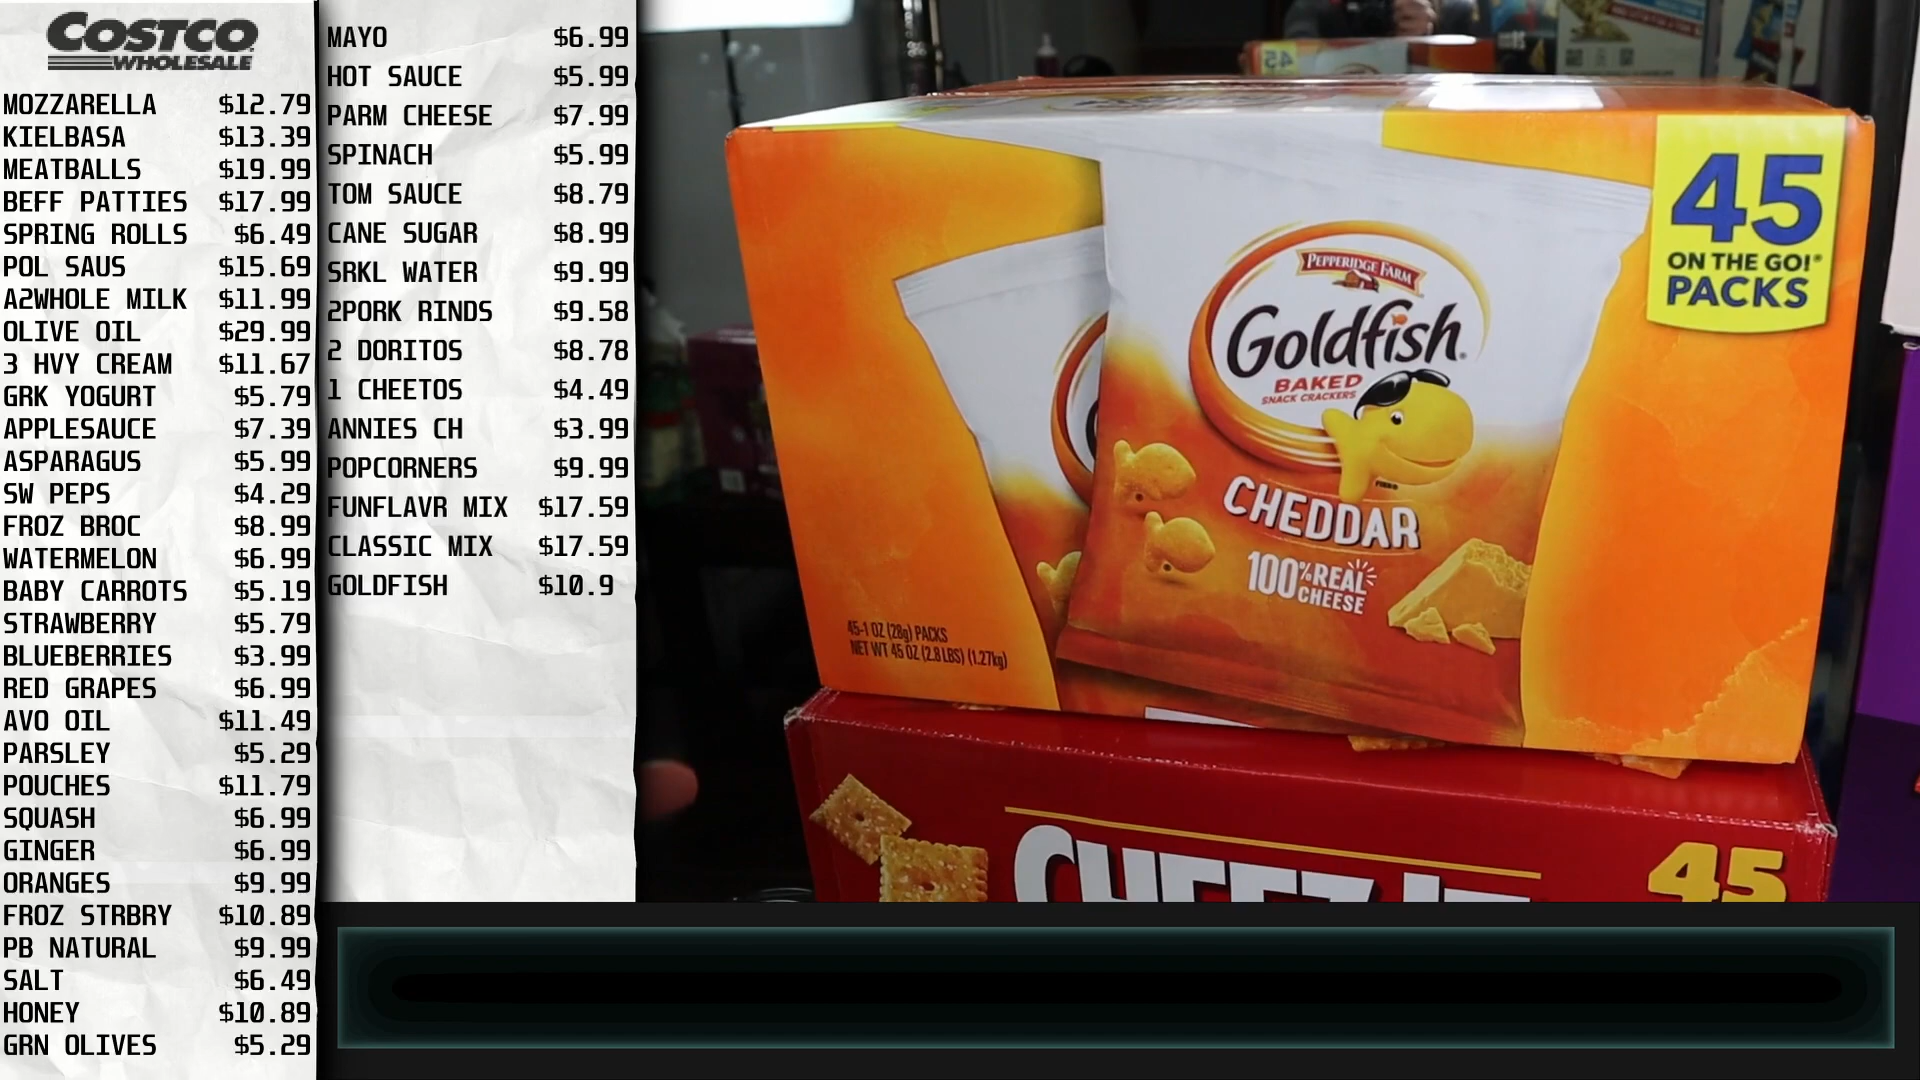 COSTCO
WHOLESALE
MOZZARELLA $12.79
KIELBASA $13.39
MEATBALLS $19.99
BEFF PATTIES $17.99
SPRING ROLLS $6.49
POL SAUS $15.69
A2WHOLE MILK $11.99
OLIVE OIL $29.99
3 HVY CREAM $11.67
GRK YOGURT $5.79
APPLESAUCE $7.39
ASPARAGUS $5.99
SW PEPS $4.29
FROZ BROC $8.99
WATERMELON $6.99
BABY CARROTS $5.19
STRAWBERRY $5.79
BLUEBERRIES $3.99
RED GRAPES $6.99
AVO OIL $11.49
PARSLEY $5.29
POUCHES $11.79
SQUASH $6.99
GINGER $6.99
ORANGES $9.99
FROZ STRBRY $10.89
PB NATURAL $9.99
SALT $6.49
HONEY $10.89
GRN OLIVES $5.29
MAYO $6.99
HOT SAUCE $5.99
PARM CHEESE $7.99
SPINACH $5.99
TOM SAUCE $8.79
CANE SUGAR $8.99
SRKL WATER $9.99
2PORK RINDS $9.58
2 DORITOS $8.78
1 CHEETOS $4.49
ANNIES CH $3.99
POPCORNERS $9.99
FUNFLAVR MIX $17.59
CLASSIC MIX $17.59
GOLDFISH $10.9
45
ON THE GO!®
PACKS
PEPPERIDGE FARM
Goldfish®
BAKED
SNACK CRACKERS
CHEDDAR
100% REAL
CHEESE
45-1 OZ (28g) PACKS
NET WT 45 OZ (2.8 LBS) (1.27kg)
CHEEZ-IT
45